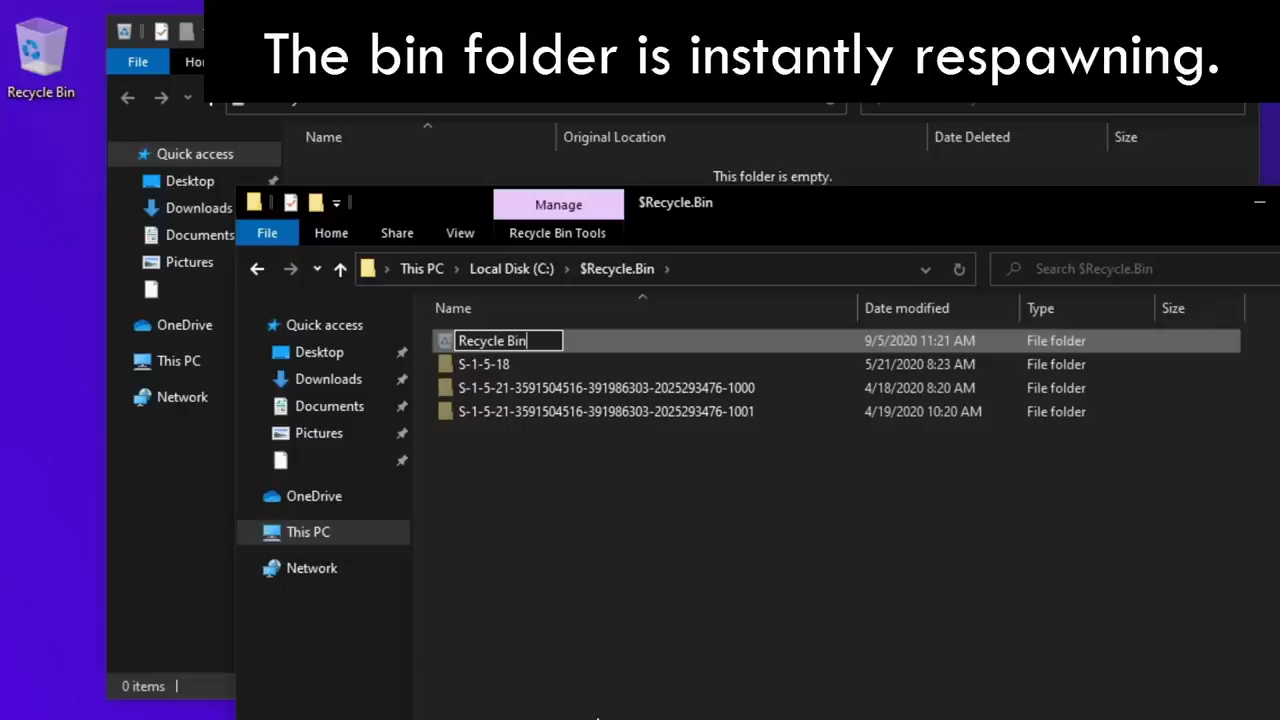 The bin folder is instantly respawning.
Recycle Bin
File
Name
Original Location
Date Deleted
Size
Quick access
This folder is empty.
Desktop
Downloads
Documents
Pictures
OneDrive
This PC
Network
0 items
Manage
$Recycle.Bin
File
Home
Share
View
Recycle Bin Tools
This PC > Local Disk (C:) > $Recycle.Bin >
Search $Recycle.Bin
Name
Date modified
Type
Size
Quick access
Desktop
Downloads
Documents
Pictures
OneDrive
This PC
Network
Recycle Bin 9/5/2020 11:21 AM File folder
S-1-5-18 5/21/2020 8:23 AM File folder
S-1-5-21-3591504516-391986303-2025293476-1000 4/18/2020 8:20 AM File folder
S-1-5-21-3591504516-391986303-2025293476-1001 4/19/2020 10:20 AM File folder